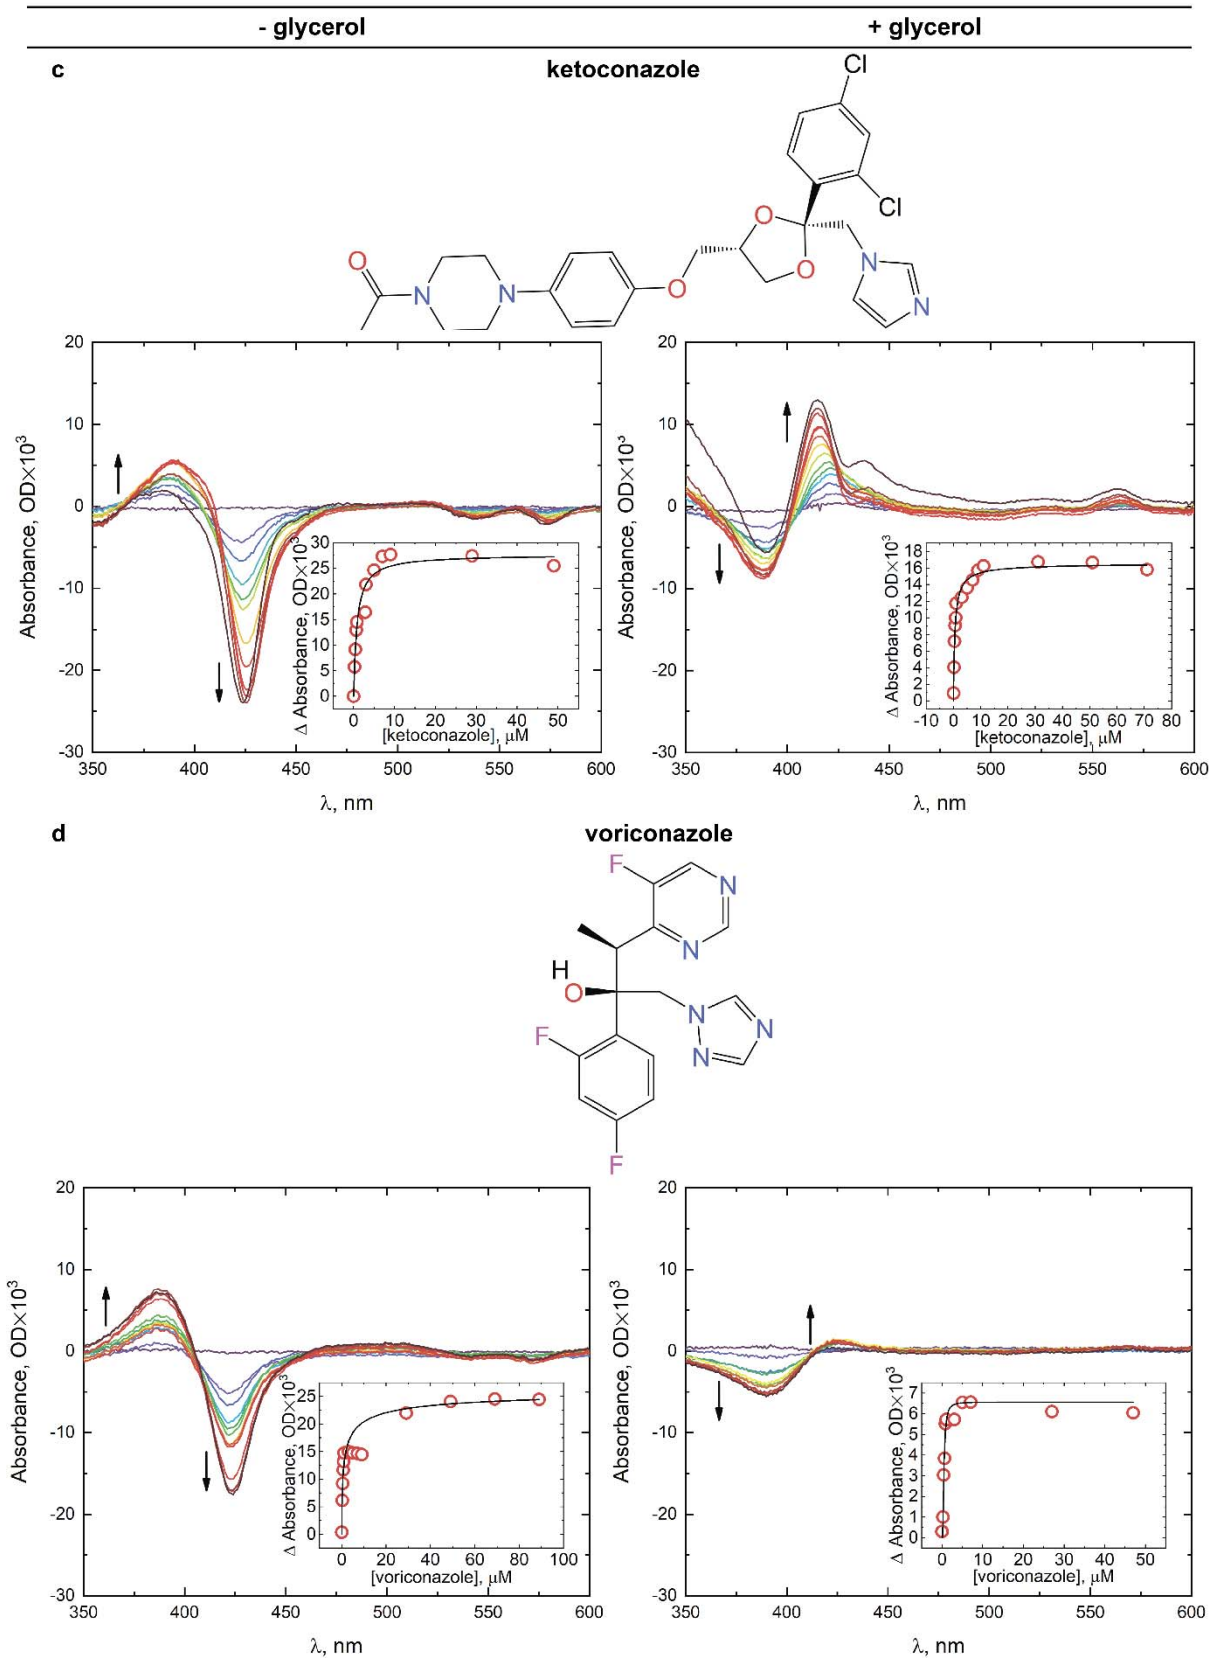 - glycerol + glycerol
c ketoconazole
Cl
Cl
O
O
O
N
N
O
N
N
20
10
0
-10
-20
-30
Absorbance, OD×10³
350 400 450 500 550 600
λ, nm
30
25
20
15
10
5
0
Δ Absorbance, OD×10³
0 10 20 30 40 50
[ketoconazole], μM
20
10
0
-10
-20
-30
Absorbance, OD×10³
350 400 450 500 550 600
λ, nm
18
16
14
12
10
8
6
4
2
0
Δ Absorbance, OD×10³
-10 0 10 20 30 40 50 60 70 80
[ketoconazole], μM
d voriconazole
F
N
N
H
O
N
N
N
F
F
20
10
0
-10
-20
-30
Absorbance, OD×10³
350 400 450 500 550 600
λ, nm
25
20
15
10
5
0
Δ Absorbance, OD×10³
0 20 40 60 80 100
[voriconazole], μM
20
10
0
-10
-20
-30
Absorbance, OD×10³
350 400 450 500 550 600
λ, nm
7
6
5
4
3
2
1
0
Δ Absorbance, OD×10³
0 10 20 30 40 50
[voriconazole], μM